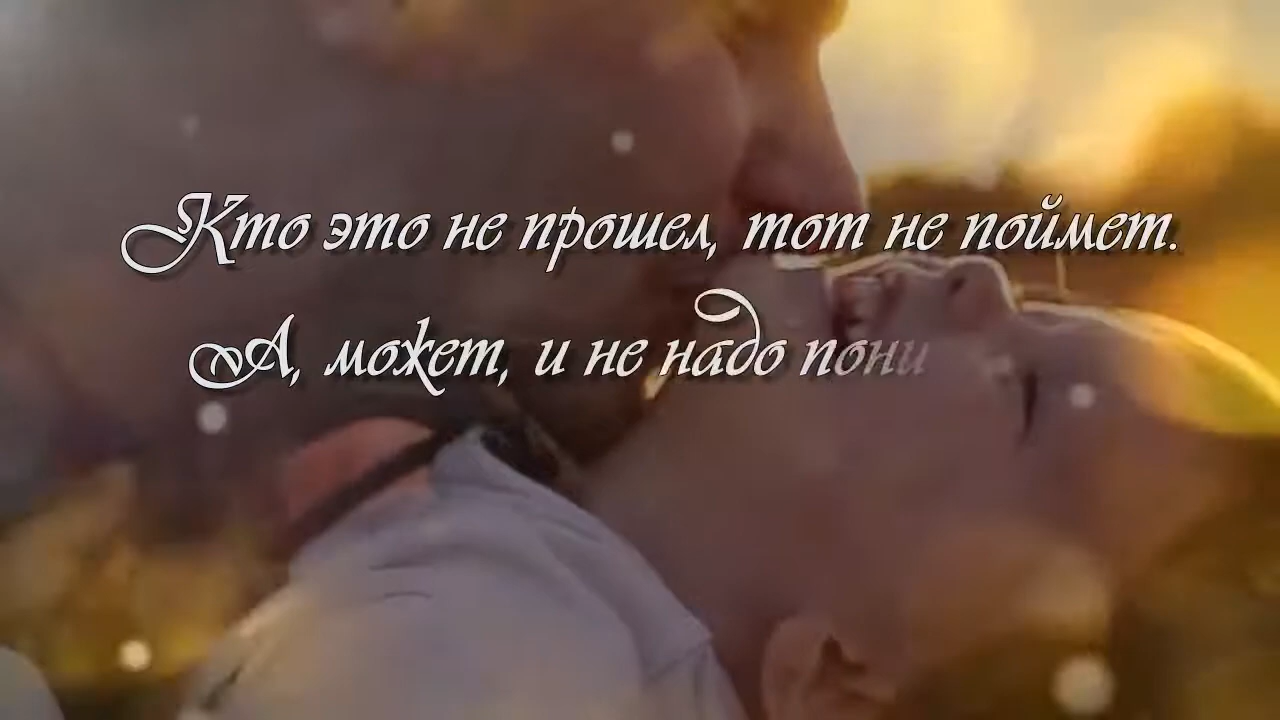 Кто это не прошел, тот не поймет.
А, может, и не надо пони